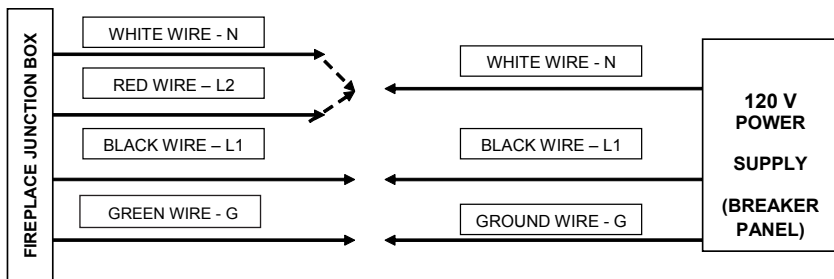 FIREPLACE JUNCTION BOX
WHITE WIRE - N
RED WIRE – L2
BLACK WIRE – L1
GREEN WIRE - G
WHITE WIRE - N
BLACK WIRE – L1
GROUND WIRE - G
120 V
POWER
SUPPLY
(BREAKER
PANEL)